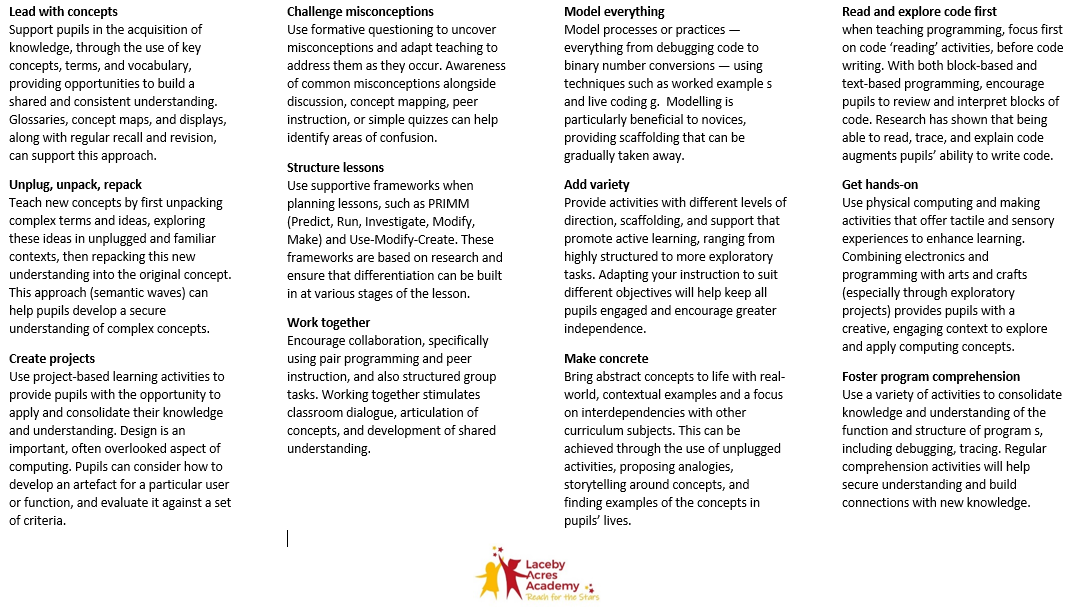 Lead with concepts
Support pupils in the acquisition of
knowledge, through the use of key
concepts, terms, and vocabulary,
providing opportunities to build a
shared and consistent understanding.
Glossaries, concept maps, and displays,
along with regular recall and revision,
can support this approach.
Unplug, unpack, repack
Teach new concepts by first unpacking
complex terms and ideas, exploring
these ideas in unplugged and familiar
contexts, then repacking this new
understanding into the original concept.
This approach (semantic waves) can
help pupils develop a secure
understanding of complex concepts.
Create projects
Use project-based learning activities to
provide pupils with the opportunity to
apply and consolidate their knowledge
and understanding. Design is an
important, often overlooked aspect of
computing. Pupils can consider how to
develop an artefact for a particular user
or function, and evaluate it against a set
of criteria.
Challenge misconceptions
Use formative questioning to uncover
misconceptions and adapt teaching to
address them as they occur. Awareness
of common misconceptions alongside
discussion, concept mapping, peer
instruction, or simple quizzes can help
identify areas of confusion.
Structure lessons
Use supportive frameworks when
planning lessons, such as PRIMM
(Predict, Run, Investigate, Modify,
Make) and Use-Modify-Create. These
frameworks are based on research and
ensure that differentiation can be built
in at various stages of the lesson.
Work together
Encourage collaboration, specifically
using pair programming and peer
instruction, and also structured group
tasks. Working together stimulates
classroom dialogue, articulation of
concepts, and development of shared
understanding.
Model everything
Model processes or practices —
everything from debugging code to
binary number conversions — using
techniques such as worked example s
and live coding g.  Modelling is
particularly beneficial to novices,
providing scaffolding that can be
gradually taken away.
Add variety
Provide activities with different levels of
direction, scaffolding, and support that
promote active learning, ranging from
highly structured to more exploratory
tasks. Adapting your instruction to suit
different objectives will help keep all
pupils engaged and encourage greater
independence.
Make concrete
Bring abstract concepts to life with real-
world, contextual examples and a focus
on interdependencies with other
curriculum subjects. This can be
achieved through the use of unplugged
activities, proposing analogies,
storytelling around concepts, and
finding examples of the concepts in
pupils’ lives.
Read and explore code first
when teaching programming, focus first
on code ‘reading’ activities, before code
writing. With both block-based and
text-based programming, encourage
pupils to review and interpret blocks of
code. Research has shown that being
able to read, trace, and explain code
augments pupils’ ability to write code.
Get hands-on
Use physical computing and making
activities that offer tactile and sensory
experiences to enhance learning.
Combining electronics and
programming with arts and crafts
(especially through exploratory
projects) provides pupils with a
creative, engaging context to explore
and apply computing concepts.
Foster program comprehension
Use a variety of activities to consolidate
knowledge and understanding of the
function and structure of program s,
including debugging, tracing. Regular
comprehension activities will help
secure understanding and build
connections with new knowledge.
Laceby
Acres
Academy
Reach for the Stars